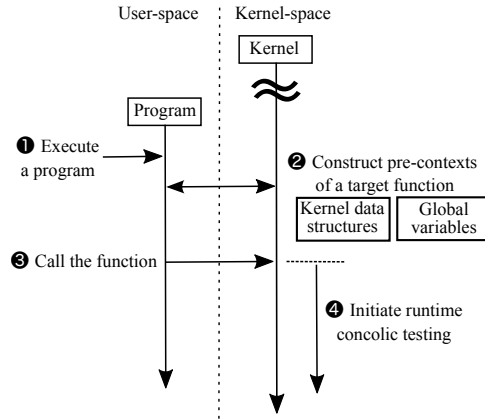 User-space
Kernel-space
Kernel
Program
❶ Execute
a program
❷ Construct pre-contexts
of a target function
Kernel data
structures
Global
variables
❸ Call the function
❹ Initiate runtime
concolic testing